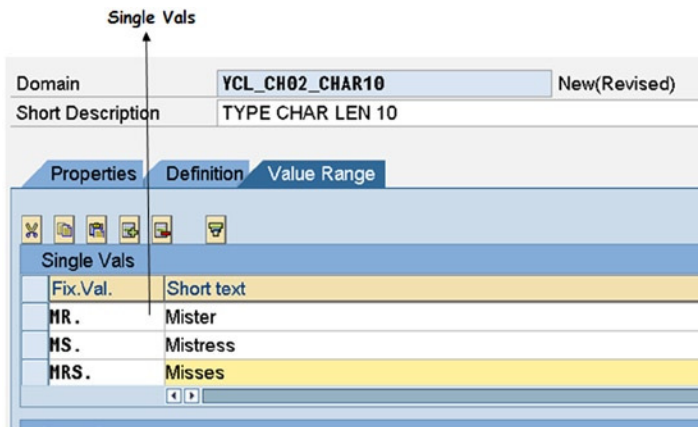 Single Vals
Domain YCL_CH02_CHAR10 New(Revised)
Short Description TYPE CHAR LEN 10
Properties Definition Value Range
Single Vals
Fix.Val. Short text
MR. Mister
MS. Mistress
MRS. Misses